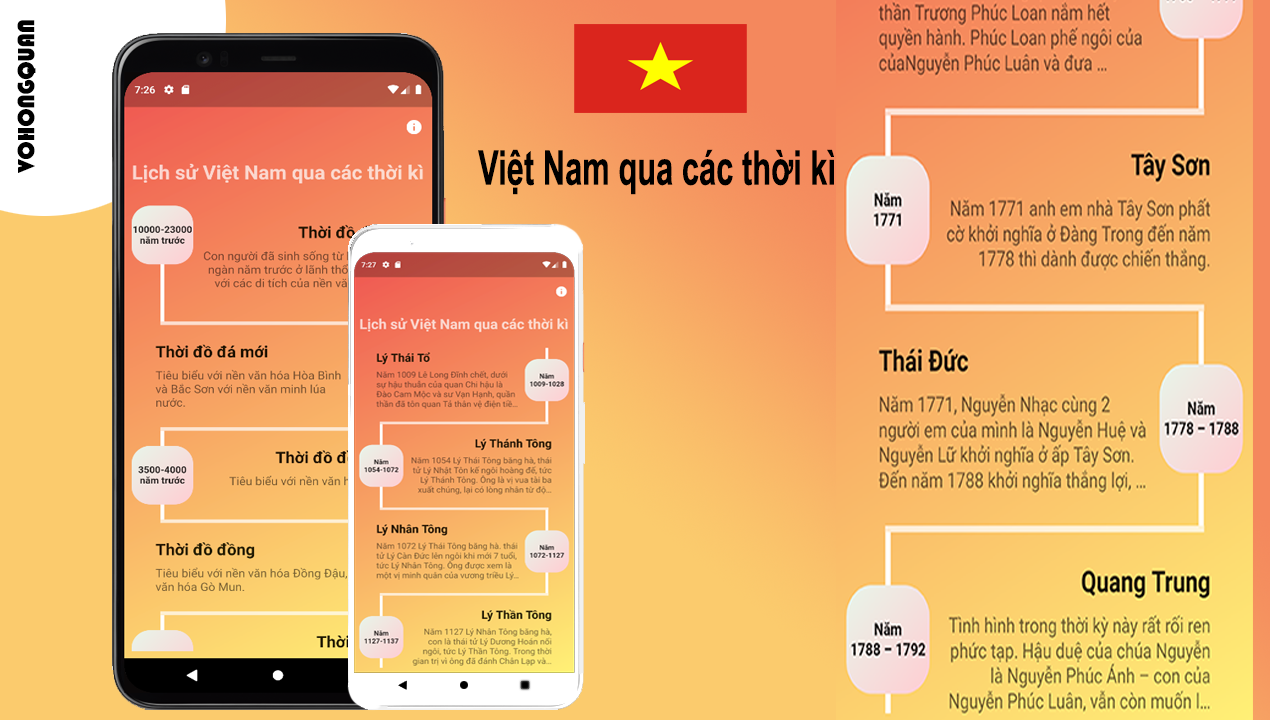 VOHONGQUAN
7:26
Lịch sử Việt Nam qua các thời kì
10000-23000
năm trước
Thời đồ
Con người đã sinh sống từ
ngàn năm trước ở lãnh thổ
với các di tích của nền vă
Thời đồ đá mới
Tiêu biểu với nền văn hóa Hòa Bình
và Bắc Sơn với nền văn minh lúa
nước.
3500-4000
năm trước
Thời đồ đ
Tiêu biểu với nền văn h
Thời đồ đồng
Tiêu biểu với nền văn hóa Đồng Đậu,
văn hóa Gò Mun.
Thời
7:27
Lịch sử Việt Nam qua các thời kì
Lý Thái Tổ
Năm 1009 Lê Long Đĩnh chết, dưới
sự hậu thuẫn của quan Chi hậu là
Đào Cam Mộc và sư Vạn Hạnh, quần
thần đã tôn quan Tả thân vệ điện tiề...
Năm
1009-1028
Lý Thánh Tông
Năm 1054 Lý Thái Tông băng hà, thái
tử Lý Nhật Tôn kế ngôi hoàng đế, tức
Lý Thánh Tông. Ông là vị vua tài ba
xuất chúng, lại có lòng nhân từ độ...
Năm
1054-1072
Lý Nhân Tông
Năm 1072 Lý Thái Tông băng hà. thái
tử Lý Càn Đức lên ngôi khi mới 7 tuổi,
tức Lý Nhân Tông. Ông được xem là
một vị minh quân của vương triều Lý...
Năm
1072-1127
Lý Thần Tông
Năm 1127 Lý Nhân Tông băng hà,
con là thái tử Lý Dương Hoán nối
ngôi, tức Lý Thần Tông. Trong thời
gian trị vì ông đã đánh Chân Lạp và...
Năm
1127-1137
Việt Nam qua các thời kì
thần Trương Phúc Loan nắm hết
quyền hành. Phúc Loan phế ngôi của
củaNguyễn Phúc Luân và đưa ...
Tây Sơn
Năm
1771
Năm 1771 anh em nhà Tây Sơn phất
cờ khởi nghĩa ở Đàng Trong đến năm
1778 thì dành được chiến thắng.
Thái Đức
Năm 1771, Nguyễn Nhạc cùng 2
người em của mình là Nguyễn Huệ và
Nguyễn Lữ khởi nghĩa ở ấp Tây Sơn.
Đến năm 1788 khởi nghĩa thắng lợi, ...
Năm
1778 – 1788
Quang Trung
Năm
1788 – 1792
Tình hình trong thời kỳ này rất rối ren
phức tạp. Hậu duệ của chúa Nguyễn
là Nguyễn Phúc Ánh – con của
Nguyễn Phúc Luân, vẫn còn muốn l...